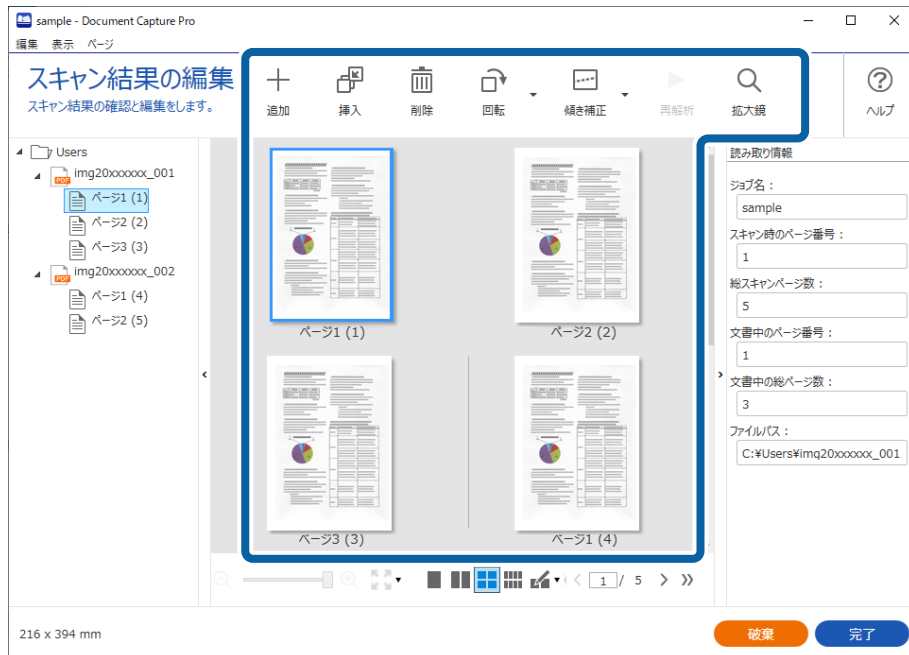 sample - Document Capture Pro
編集 表示 ページ
スキャン結果の編集
スキャン結果の確認と編集をします。
追加
挿入
削除
回転
傾き補正
再解析
拡大鏡
ヘルプ
Users
img20xxxxxx_001
ページ1 (1)
ページ2 (2)
ページ3 (3)
img20xxxxxx_002
ページ1 (4)
ページ2 (5)
ページ1 (1)
ページ2 (2)
ページ3 (3)
ページ1 (4)
読み取り情報
ジョブ名：
sample
スキャン時のページ番号：
1
総スキャンページ数：
5
文書中のページ番号：
1
文書中の総ページ数：
3
ファイルパス：
C:¥Users¥img20xxxxxx_001
1 / 5
216 x 394 mm
破棄
完了